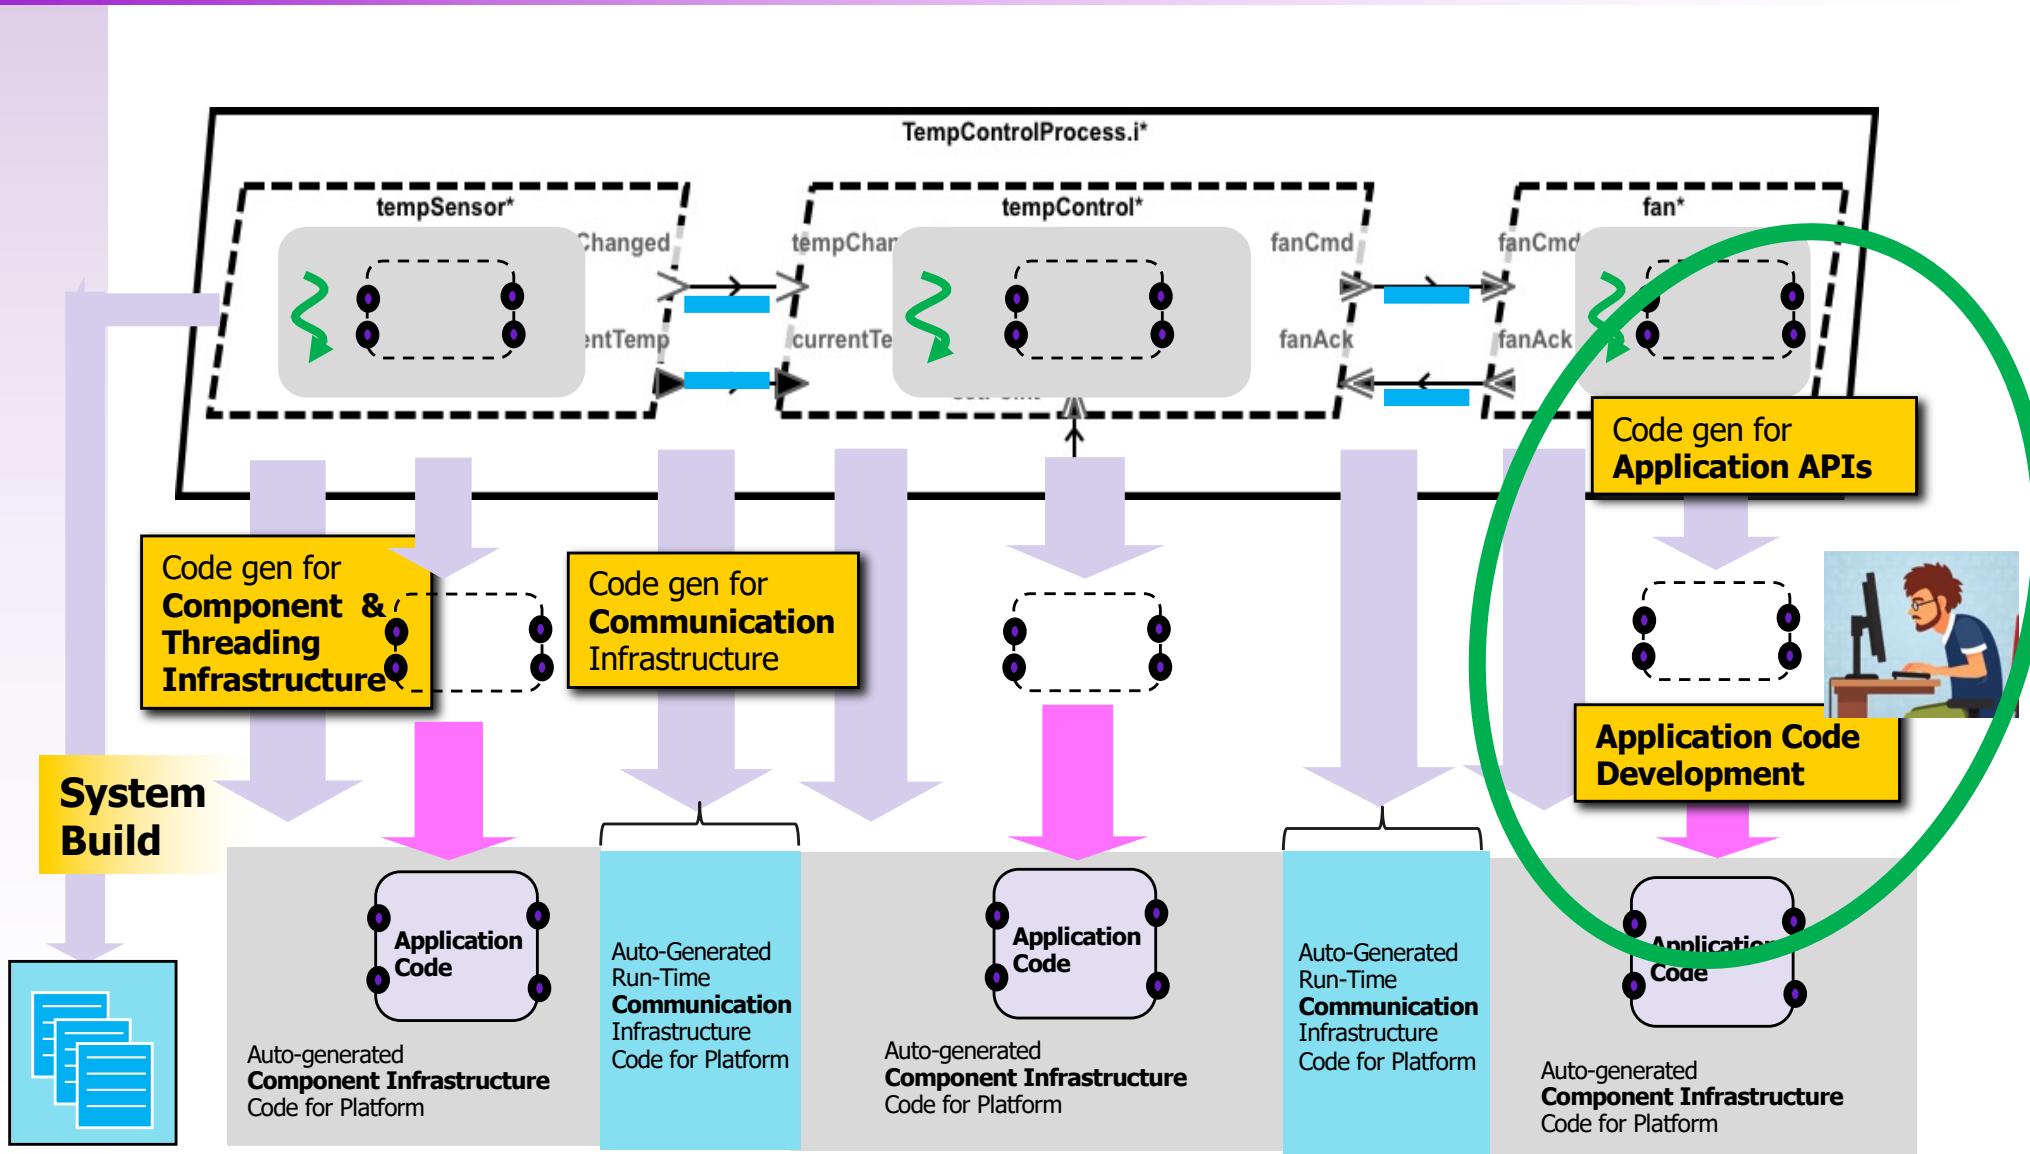 TempControlProcess.i*
tempSensor*
tempControl*
fan*
Changed
tempChar
fanCmd
fanCmd
entTemp
currentTe
fanAck
fanAck
Code gen for
Application APIs
Code gen for
Component &
Threading
Infrastructure
Code gen for
Communication
Infrastructure
Application Code
Development
System
Build
Application
Code
Auto-generated
Component Infrastructure
Code for Platform
Auto-Generated
Run-Time
Communication
Infrastructure
Code for Platform
Application
Code
Auto-generated
Component Infrastructure
Code for Platform
Auto-Generated
Run-Time
Communication
Infrastructure
Code for Platform
Application
Code
Auto-generated
Component Infrastructure
Code for Platform